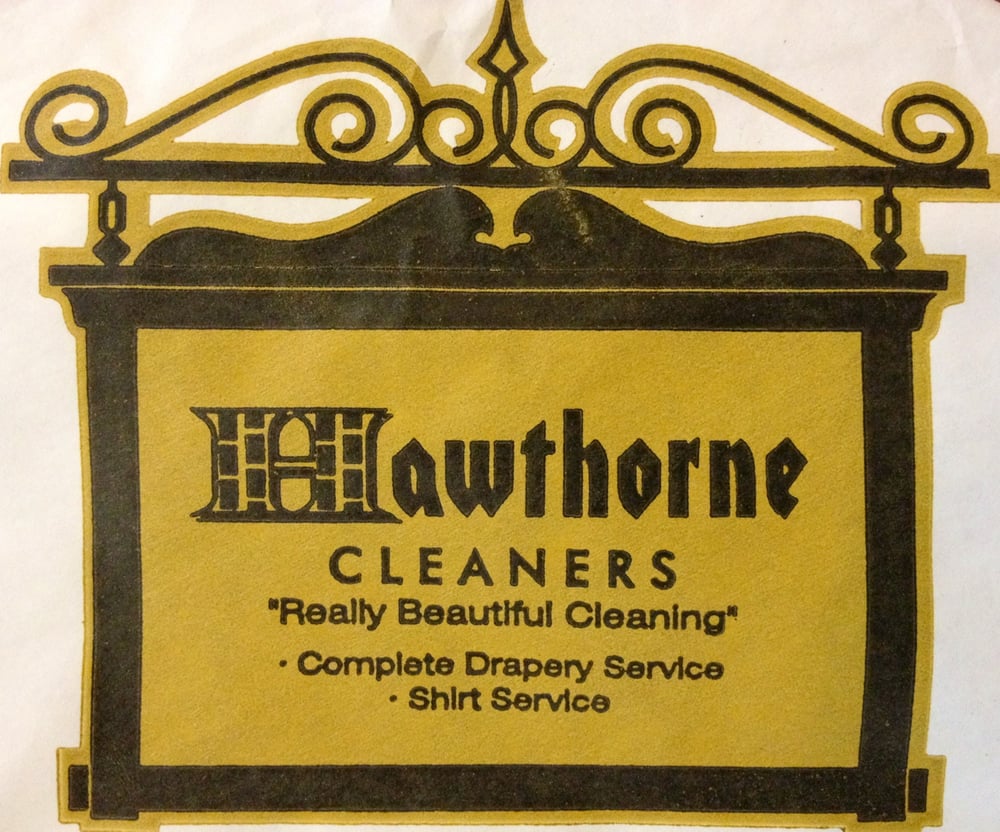 Hawthorne
CLEANERS
"Really Beautiful Cleaning"
· Complete Drapery Service
· Shirt Service